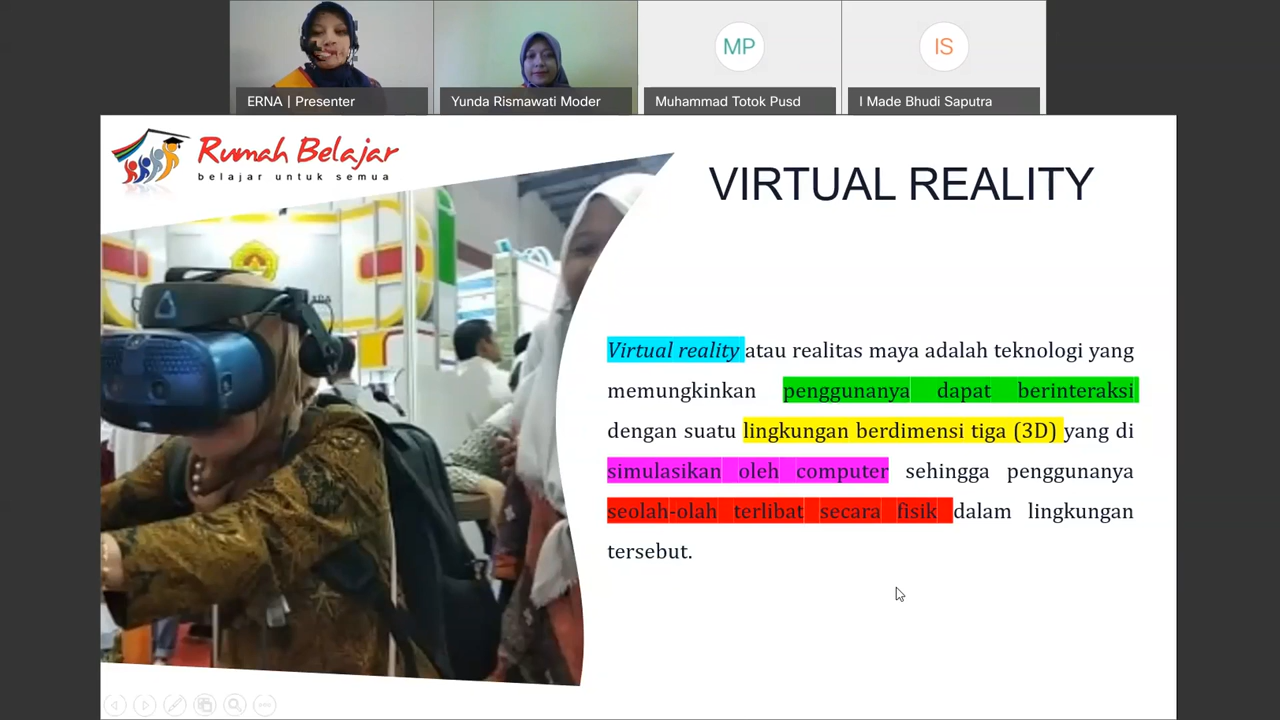 ERNA | Presenter
Yunda Rismawati Moder
MP
Muhammad Totok Pusd
IS
I Made Bhudi Saputra
Rumah Belajar
belajar untuk semua
VIRTUAL REALITY
Virtual reality atau realitas maya adalah teknologi yang
memungkinkan penggunanya dapat berinteraksi
dengan suatu lingkungan berdimensi tiga (3D) yang di
simulasikan oleh computer sehingga penggunanya
seolah-olah terlibat secara fisik dalam lingkungan
tersebut.